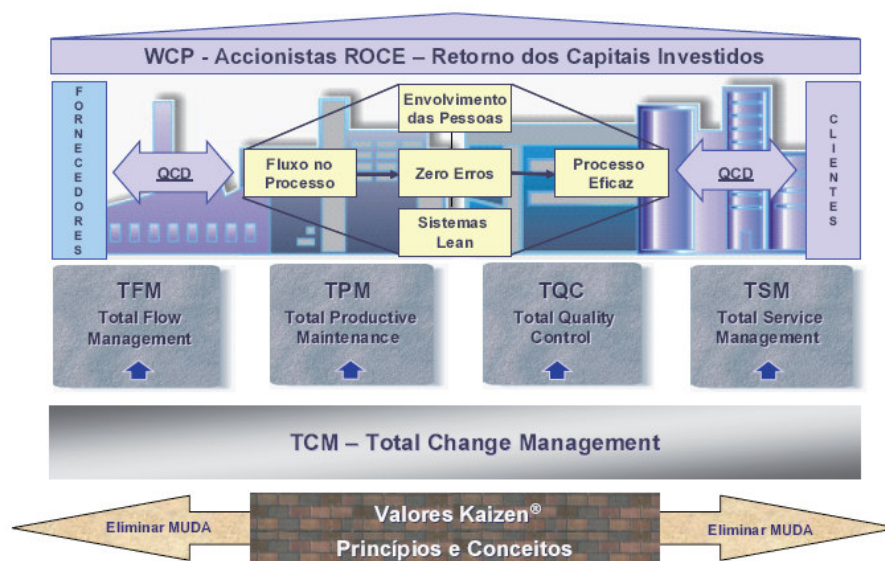 WCP - Accionistas ROCE – Retorno dos Capitais Investidos
FORNECEDORES
QCD
Envolvimento
das Pessoas
Fluxo no
Processo
Zero Erros
Processo
Eficaz
Sistemas
Lean
QCD
CLIENTES
TFM
Total Flow
Management
TPM
Total Productive
Maintenance
TQC
Total Quality
Control
TSM
Total Service
Management
TCM – Total Change Management
Eliminar MUDA
Valores Kaizen®
Princípios e Conceitos
Eliminar MUDA